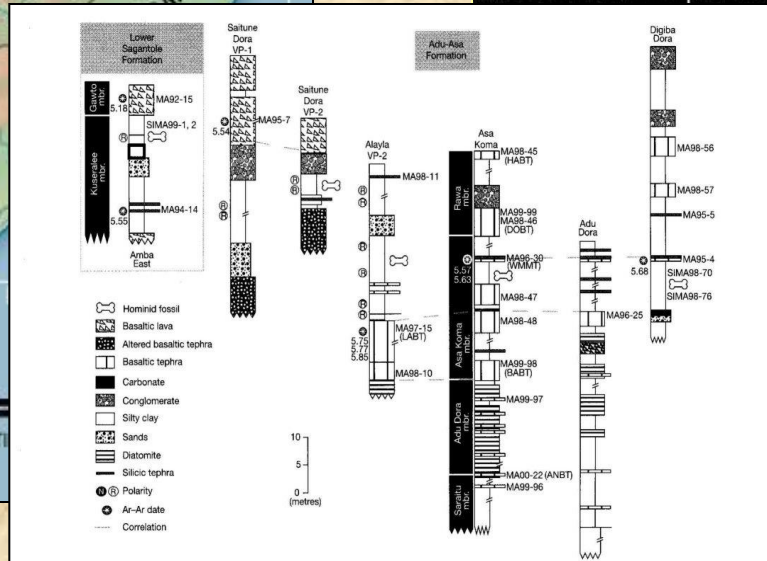 Lower
Sagantole
Formation
Gawto
mbr.
Kuseralee
mbr.
5.18
MA92-15
SIMA99-1, 2
R
5.55
MA94-14
Amba
East
Saitune
Dora
VP-1
5.54
MA95-7
R
R
Saitune
Dora
VP-2
R
R
Adu-Asa
Formation
Alayla
VP-2
MA98-11
R
R
R
R
R
5.75
5.77
5.85
MA97-15
(LABT)
MA98-10
Asa
Koma
Rawa
mbr.
Asa Koma
mbr.
Adu Dora
mbr.
Saraitu
mbr.
MA98-45
(HABT)
MA99-99
MA98-46
(DOBT)
5.57
5.63
MA96-30
(WMMT)
MA98-47
MA98-48
MA99-98
(BABT)
MA99-97
MA00-22 (ANBT)
MA99-96
Adu
Dora
MA96-25
Digiba
Dora
MA98-56
MA98-57
MA95-5
5.68
MA95-4
SiMA98-70
SIMA98-76
Hominid fossil
Basaltic lava
Altered basaltic tephra
Basaltic tephra
Carbonate
Conglomerate
Silty clay
Sands
Diatomite
Silicic tephra
N R Polarity
Ar–Ar date
Correlation
10
5
0
(metres)